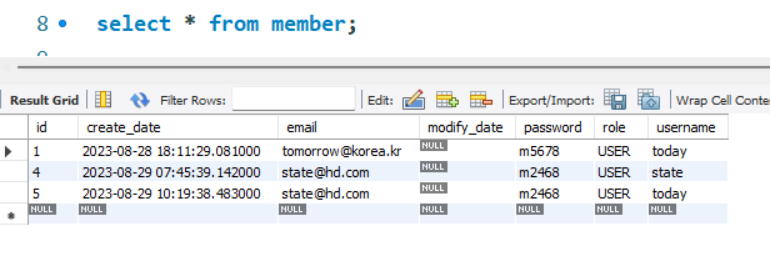 8 select * from member;
Result Grid Filter Rows: Edit: Export/Import: Wrap Cell Conte
id create_date email modify_date password role username
1 2023-08-28 18:11:29.081000 tomorrow@korea.kr NULL m5678 USER today
4 2023-08-29 07:45:39.142000 state@hd.com NULL m2468 USER state
5 2023-08-29 10:19:38.483000 state@hd.com NULL m2468 USER today
NULL NULL NULL NULL NULL NULL NULL